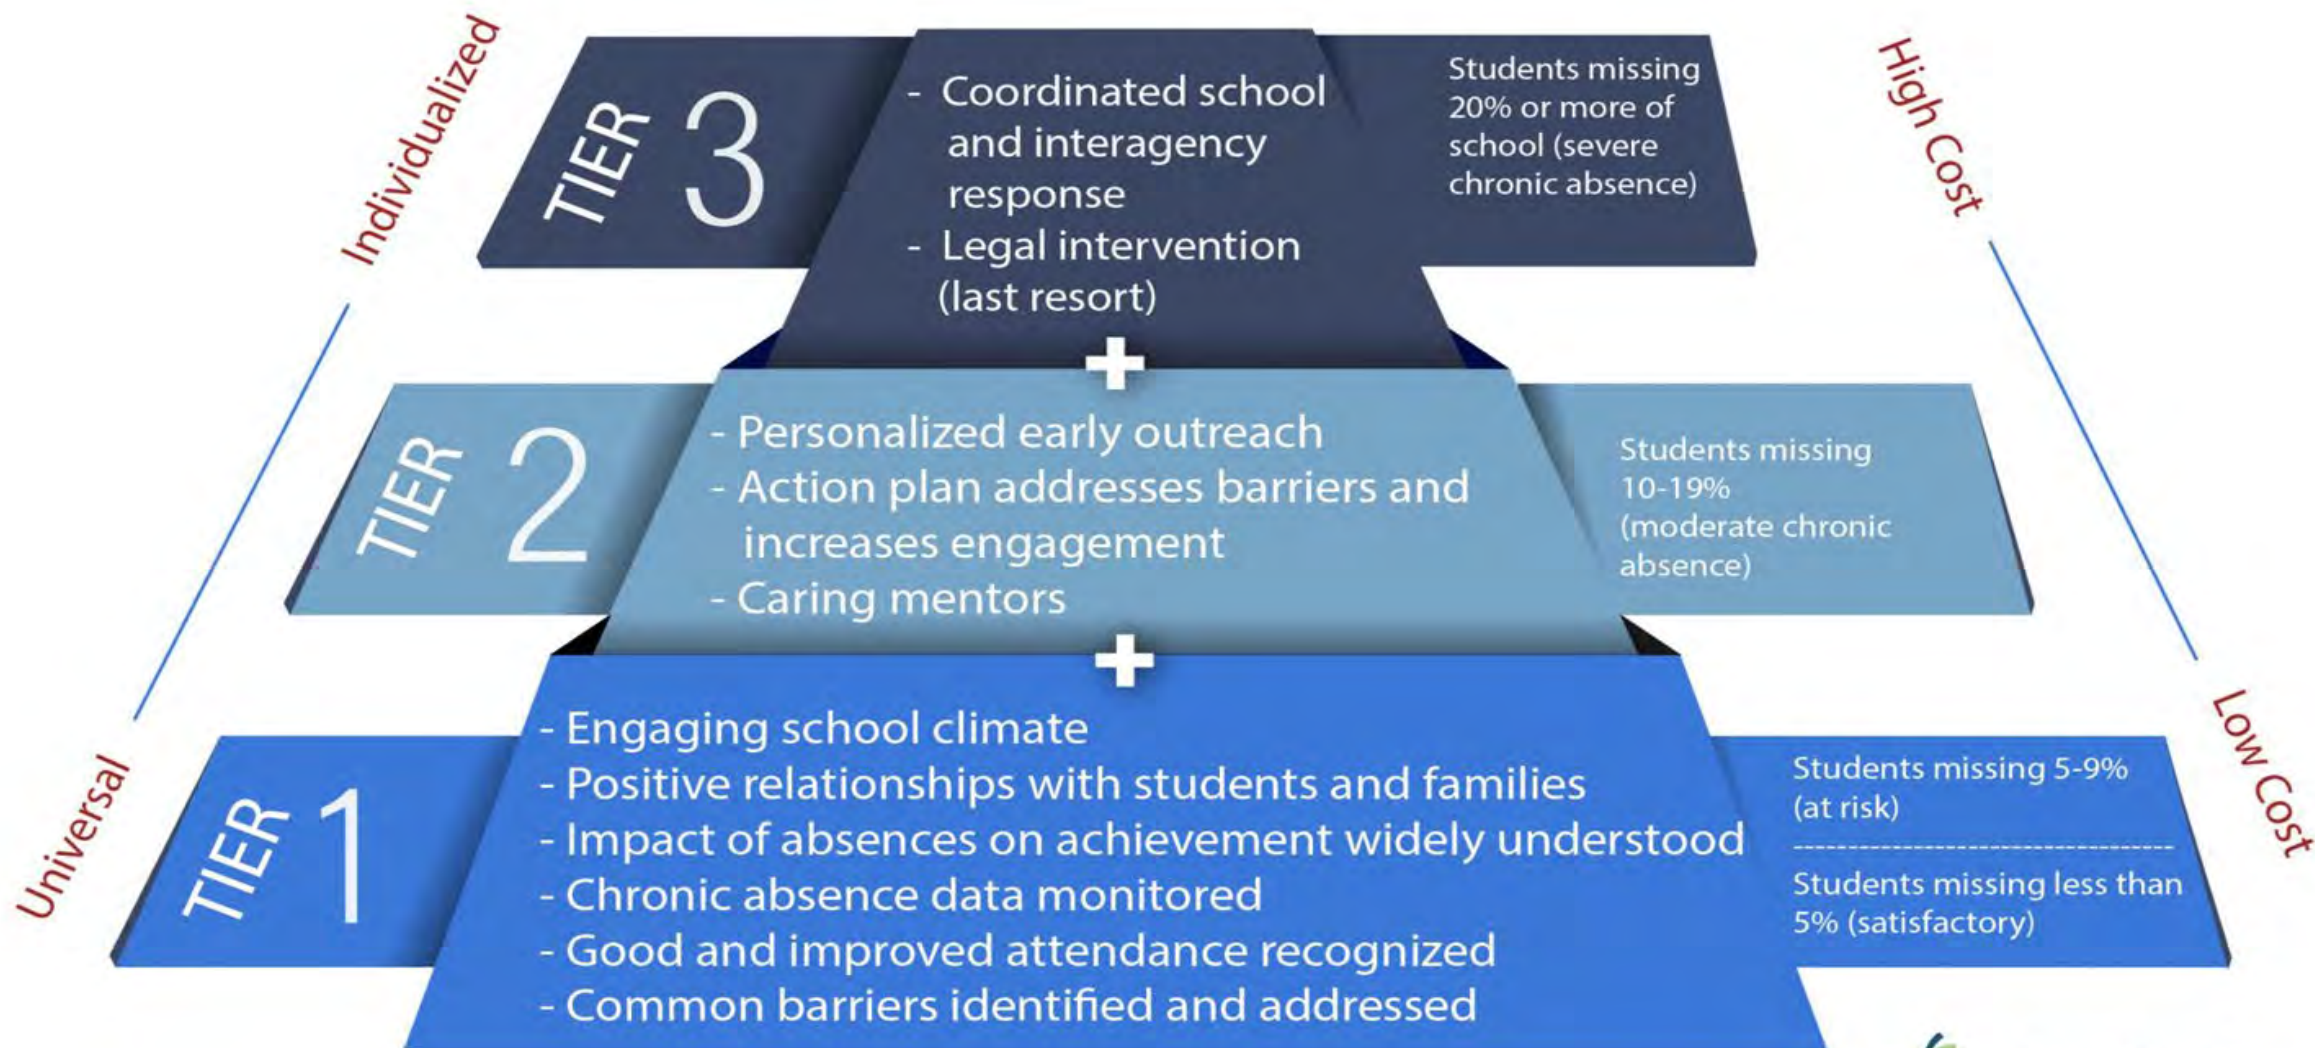 Individualized
TIER 3
- Coordinated school
and interagency
response
- Legal intervention
(last resort)
Students missing
20% or more of
school (severe
chronic absence)
High Cost
TIER 2
- Personalized early outreach
- Action plan addresses barriers and
increases engagement
- Caring mentors
Students missing
10-19%
(moderate chronic
absence)
Universal
TIER 1
- Engaging school climate
- Positive relationships with students and families
- Impact of absences on achievement widely understood
- Chronic absence data monitored
- Good and improved attendance recognized
- Common barriers identified and addressed
Students missing 5-9%
(at risk)
Students missing less than
5% (satisfactory)
Low Cost